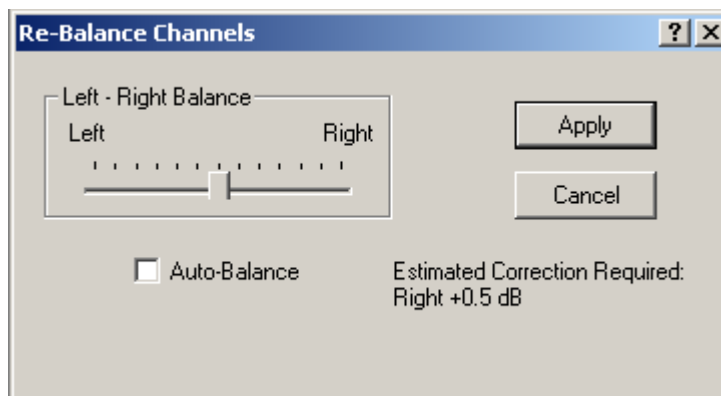 Re-Balance Channels
?
Left - Right Balance
Left Right
Apply
Cancel
Auto-Balance
Estimated Correction Required:
Right +0.5 dB